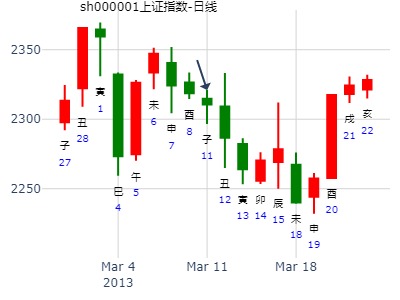 sh000001上证指数-日线
2350
2300
2250
子
27
丑
28
寅
1
巳
4
午
5
未
6
申
7
酉
8
子
11
丑
12
寅
13
卯
14
辰
15
未
18
申
19
酉
20
戌
21
亥
22
Mar 4
2013
Mar 11
Mar 18